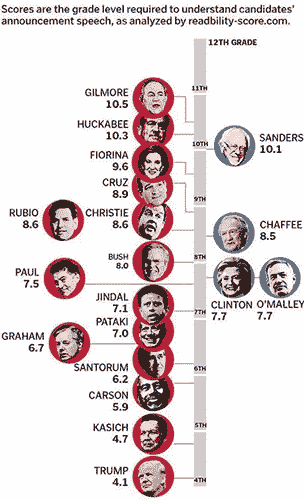 Scores are the grade level required to understand candidates'
announcement speech, as analyzed by readbility-score.com.
12TH GRADE
GILMORE
10.5
11TH
HUCKABEE
10.3
10TH
SANDERS
10.1
FIORINA
9.6
CRUZ
8.9
9TH
RUBIO
8.6
CHRISTIE
8.6
CHAFFEE
8.5
BUSH
8.0
8TH
PAUL
7.5
CLINTON
7.7
O'MALLEY
7.7
JINDAL
7.1
7TH
PATAKI
7.0
GRAHAM
6.7
SANTORUM
6.2
6TH
CARSON
5.9
KASICH
4.7
5TH
TRUMP
4.1
4TH